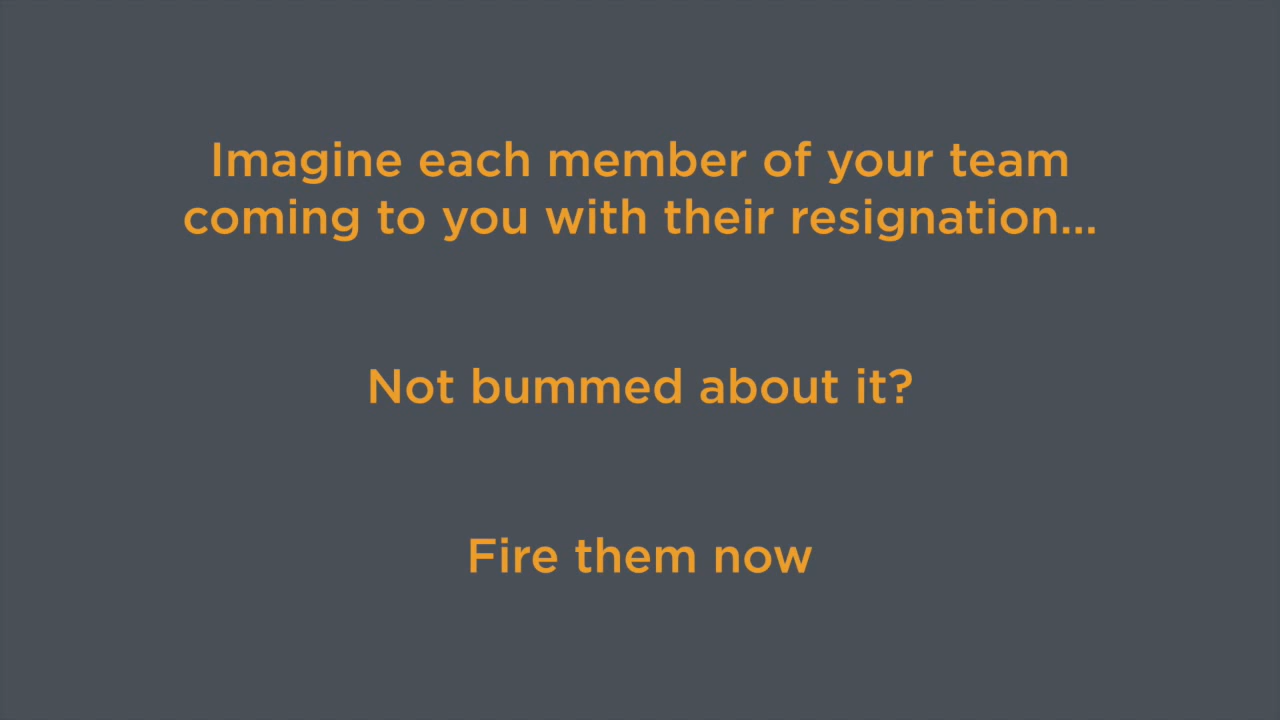 Imagine each member of your team
coming to you with their resignation...
Not bummed about it?
Fire them now